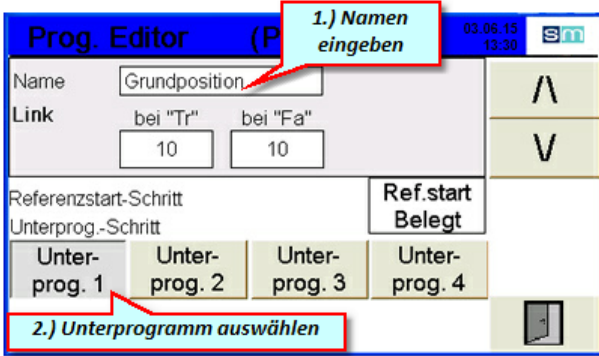 Prog. Editor (P
1.) Namen
eingeben
03.06.15
13:30
sm
Name Grundposition
Link bei "Tr" bei "Fa"
10 10
/\
\/
Referenzstart-Schritt
Unterprog.-Schritt
Ref.start
Belegt
Unter-
prog. 1
Unter-
prog. 2
Unter-
prog. 3
Unter-
prog. 4
2.) Unterprogramm auswählen